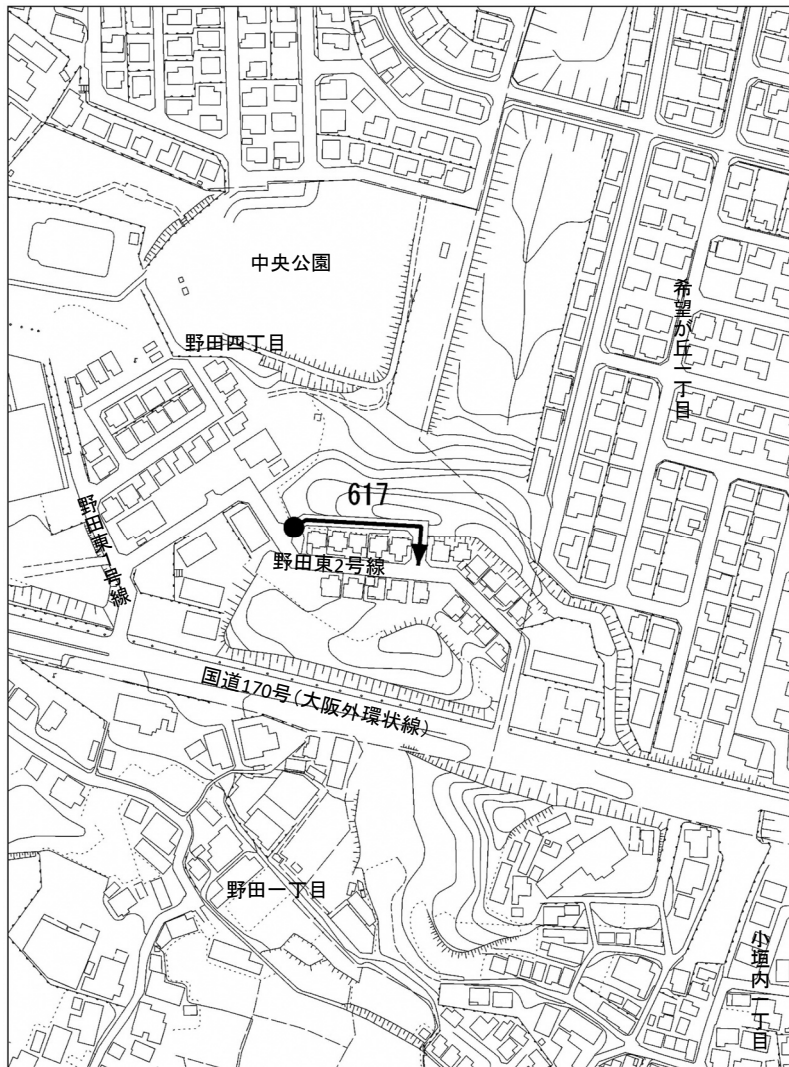 中央公園
希望が丘一丁目
野田四丁目
617
野田東1号線
野田東2号線
国道170号(大阪外環状線)
野田一丁目
小垣内一丁目